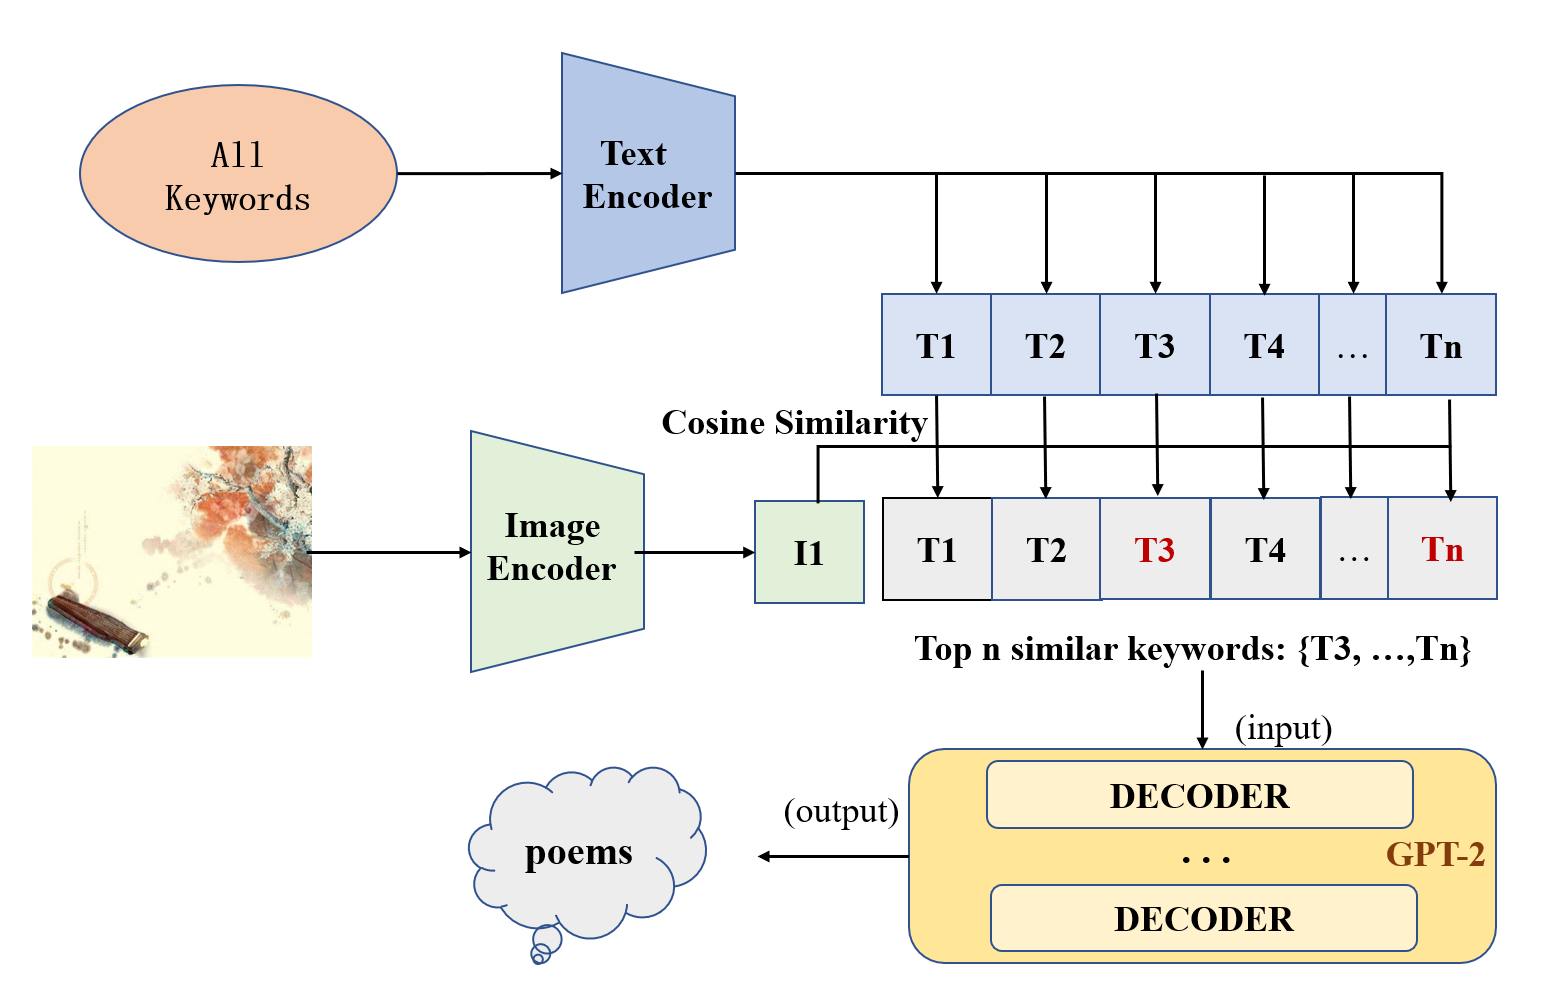 All
Keywords
Text
Encoder
T1 T2 T3 T4 … Tn
Cosine Similarity
Image
Encoder
I1
T1 T2 T3 T4 … Tn
Top n similar keywords: {T3, …,Tn}
(input)
DECODER
...
GPT-2
DECODER
(output)
poems